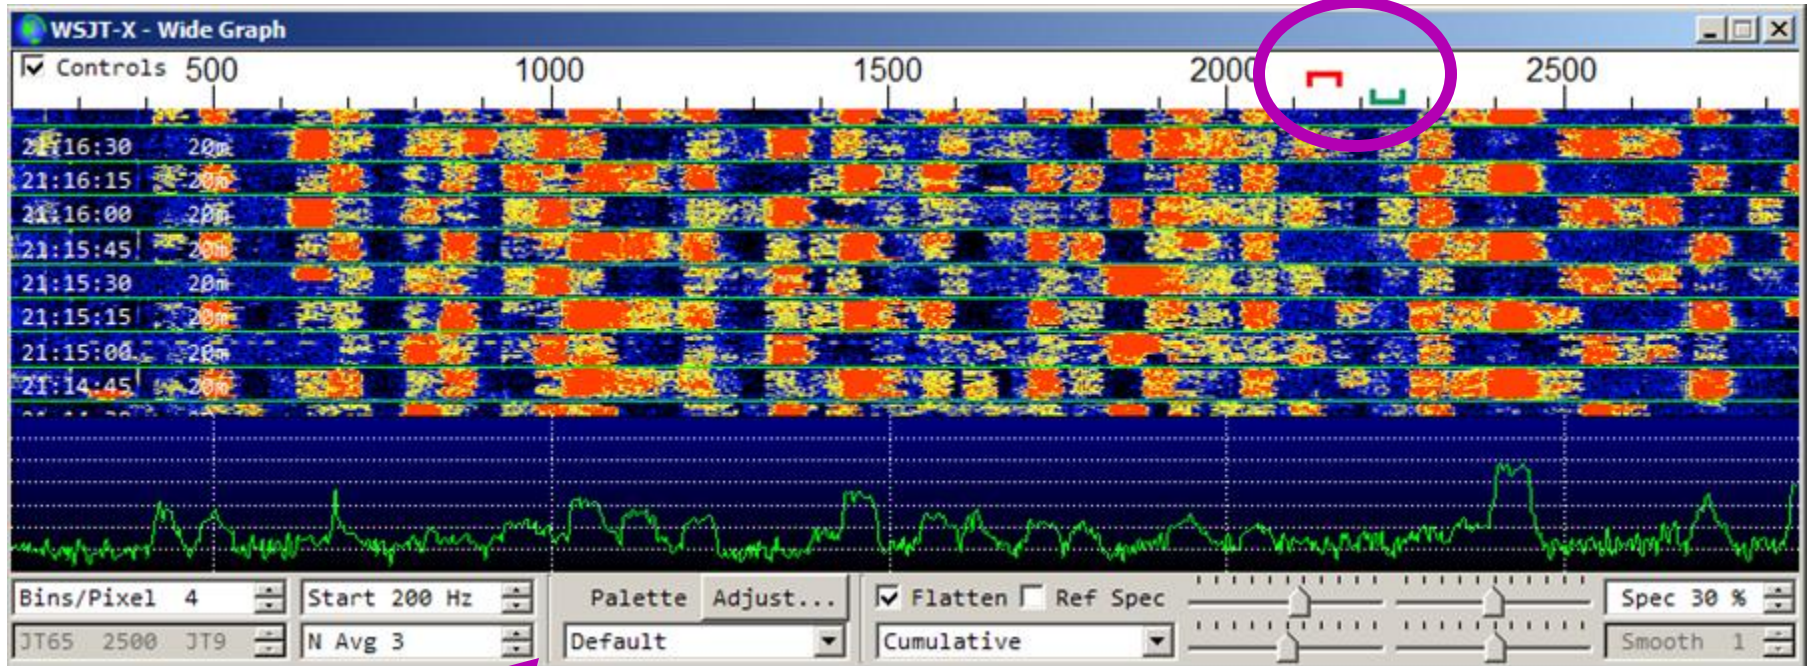 WSJT-X - Wide Graph
Controls 500 1000 1500 2000 2500
21:16:30 20m
21:16:15 20m
21:16:00 20m
21:15:45 20m
21:15:30 20m
21:15:15 20m
21:15:00 20m
21:14:45 20m
Bins/Pixel 4 Start 200 Hz Palette Adjust... Flatten Ref Spec Spec 30 %
JT65 2500 JT9 N Avg 3 Default Cumulative Smooth 1